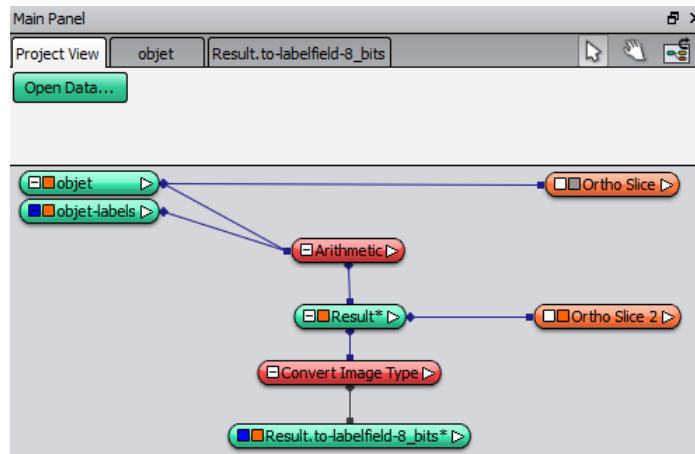 Main Panel
Project View objet Result.to-labelfield-8_bits
Open Data...
objet Ortho Slice
objet-labels
Arithmetic
Result* Ortho Slice 2
Convert Image Type
Result.to-labelfield-8_bits*